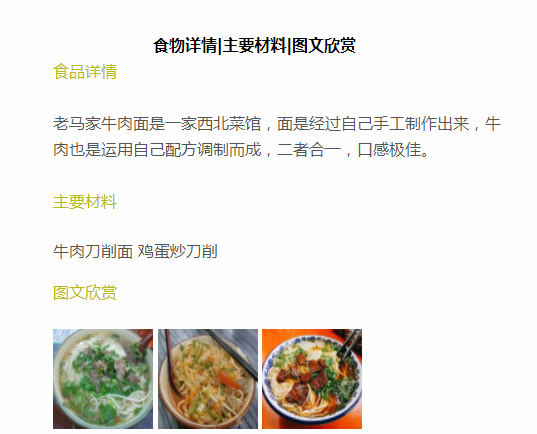 食物详情|主要材料|图文欣赏
食品详情
老马家牛肉面是一家西北菜馆，面是经过自己手工制作出来，牛
肉也是运用自己配方调制而成，二者合一，口感极佳。
主要材料
牛肉刀削面 鸡蛋炒刀削
图文欣赏